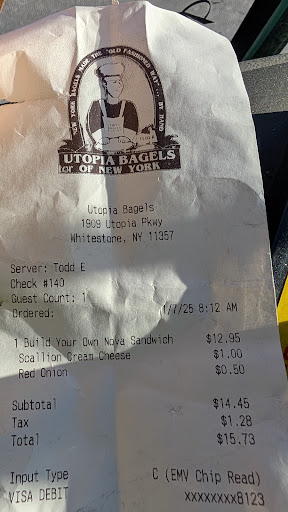 NEW YORK BAGELS MADE THE "OLD FASHIONED WAY"... BY HAND
UTOPIA BAGELS
OF NEW YORK
Utopia Bagels
1909 Utopia Pkwy
Whitestone, NY 11357
Server: Todd E
Check #140
Guest Count: 1
Ordered: 1/7/25 8:12 AM
1 Build Your Own Nova Sandwich $12.95
Scallion Cream Cheese $1.00
Red Onion $0.50
Subtotal $14.45
Tax $1.28
Total $15.73
Input Type C (EMV Chip Read)
VISA DEBIT xxxxxxxx8123